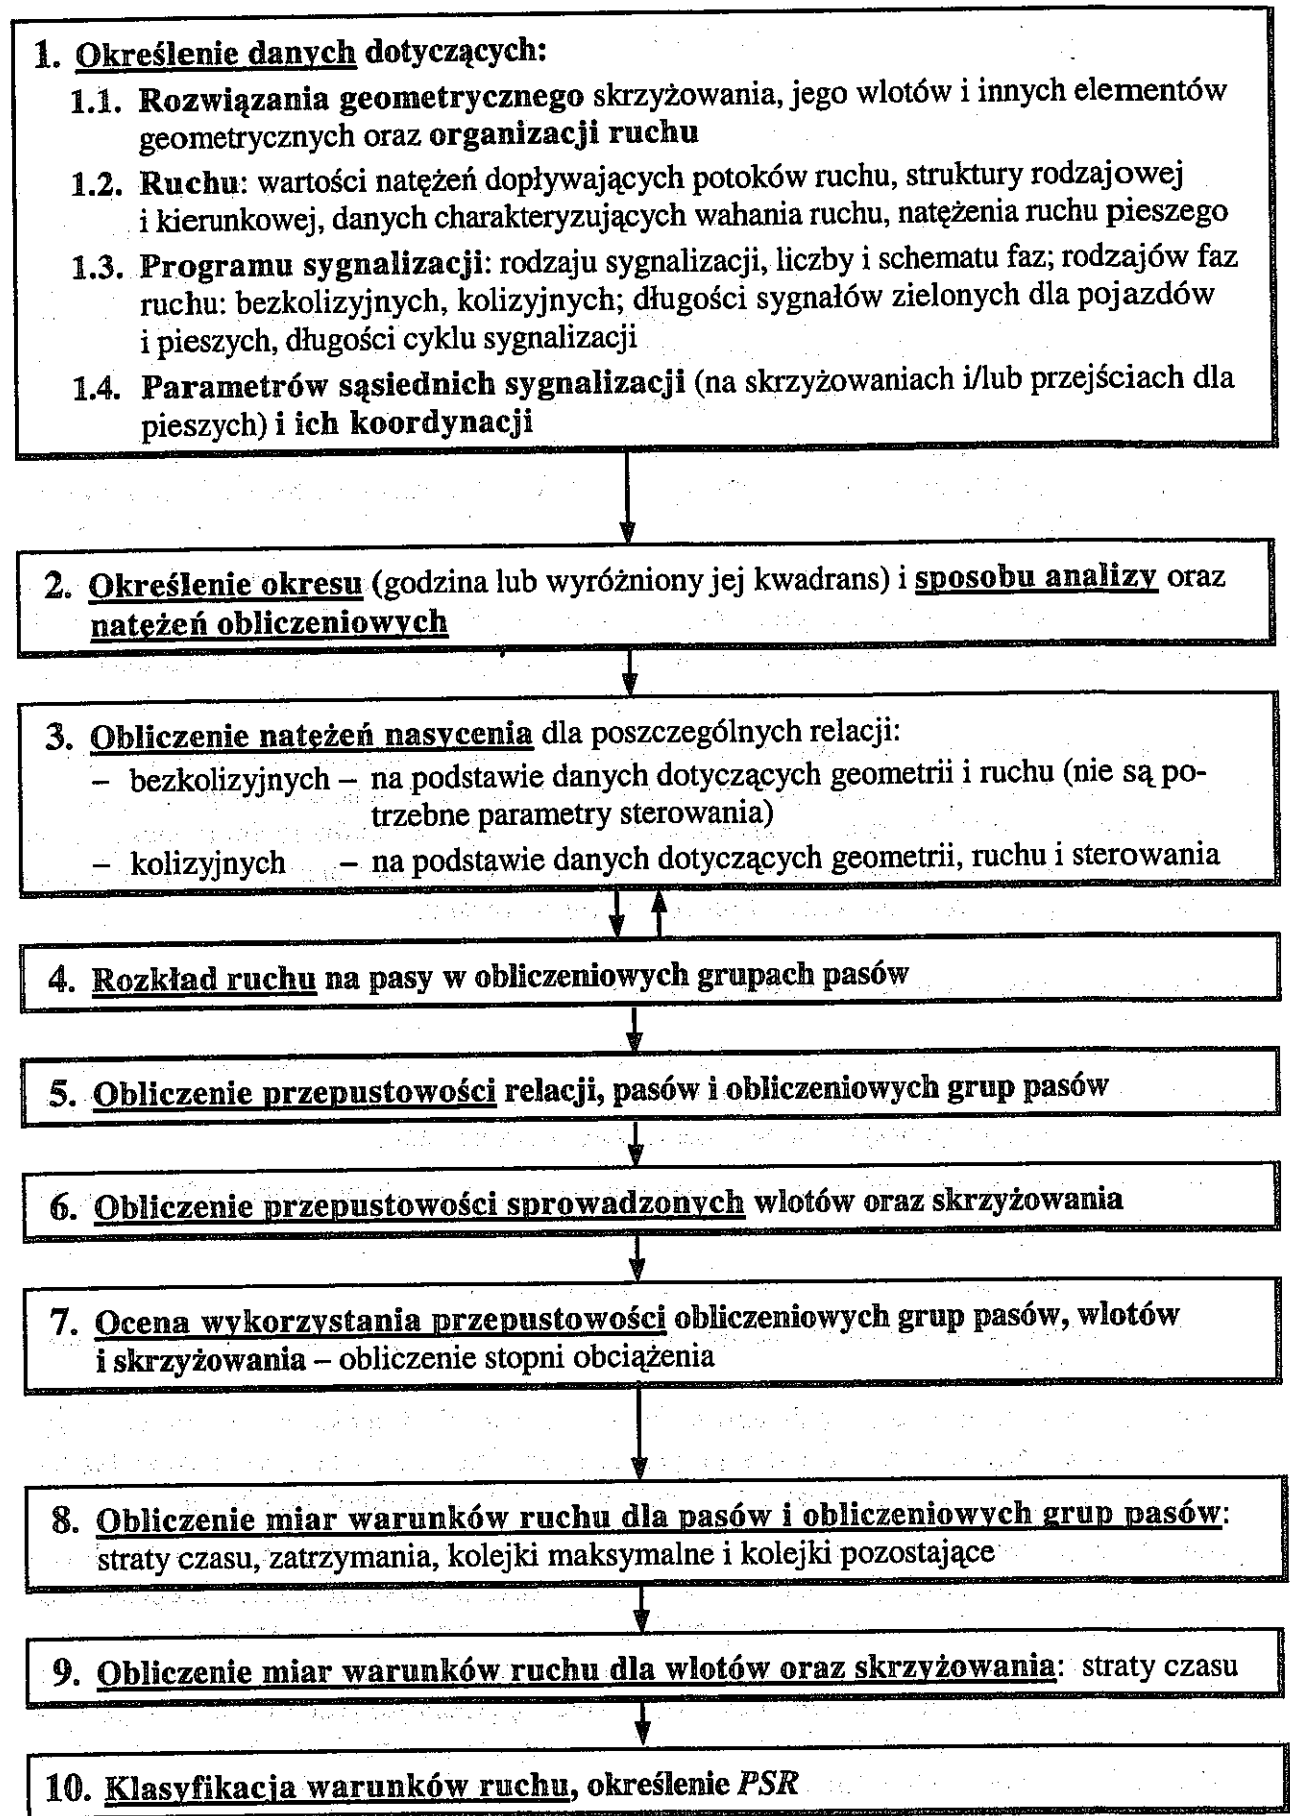 1. Określenie danych dotyczących:
1.1. Rozwiązania geometrycznego skrzyżowania, jego wlotów i innych elementów
geometrycznych oraz organizacji ruchu
1.2. Ruchu: wartości natężeń dopływających potoków ruchu, struktury rodzajowej
i kierunkowej, danych charakteryzujących wahania ruchu, natężenia ruchu pieszego
1.3. Programu sygnalizacji: rodzaju sygnalizacji, liczby i schematu faz; rodzajów faz
ruchu: bezkolizyjnych, kolizyjnych; długości sygnałów zielonych dla pojazdów
i pieszych, długości cyklu sygnalizacji
1.4. Parametrów sąsiednich sygnalizacji (na skrzyżowaniach i/lub przejściach dla
pieszych) i ich koordynacji
2. Określenie okresu (godzina lub wyróżniony jej kwadrans) i sposobu analizy oraz
natężeń obliczeniowych
3. Obliczenie natężeń nasycenia dla poszczególnych relacji:
– bezkolizyjnych – na podstawie danych dotyczących geometrii i ruchu (nie są po-
trzebne parametry sterowania)
– kolizyjnych – na podstawie danych dotyczących geometrii, ruchu i sterowania
4. Rozkład ruchu na pasy w obliczeniowych grupach pasów
5. Obliczenie przepustowości relacji, pasów i obliczeniowych grup pasów
6. Obliczenie przepustowości sprowadzonych wlotów oraz skrzyżowania
7. Ocena wykorzystania przepustowości obliczeniowych grup pasów, wlotów
i skrzyżowania – obliczenie stopni obciążenia
8. Obliczenie miar warunków ruchu dla pasów i obliczeniowych grup pasów:
straty czasu, zatrzymania, kolejki maksymalne i kolejki pozostające
9. Obliczenie miar warunków ruchu dla wlotów oraz skrzyżowania: straty czasu
10. Klasyfikacja warunków ruchu, określenie PSR